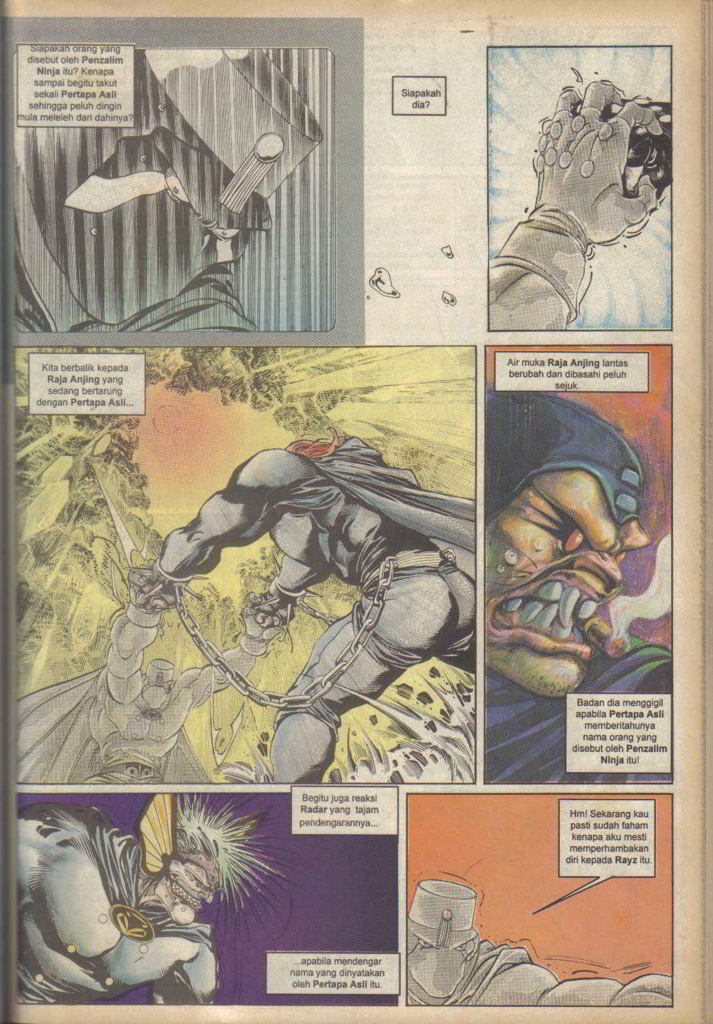 Siapakah orang yang
disebut oleh Penzalim
Ninja itu? Kenapa
sampai begitu takut
sekali Pertapa Asli
sehingga peluh dingin
mula meleleh dari dahinya?
Siapakah
dia?
Kita berbalik kepada
Raja Anjing yang
sedang bertarung
dengan Pertapa Asli...
Air muka Raja Anjing lantas
berubah dan dibasahi peluh
sejuk.
Badan dia menggigil
apabila Pertapa Asli
memberitahunya
nama orang yang
disebut oleh Penzalim
Ninja itu!
Begitu juga reaksi
Radar yang tajam
pendengarannya...
...apabila mendengar
nama yang dinyatakan
oleh Pertapa Asli itu.
Hm! Sekarang kau
pasti sudah faham
kenapa aku mesti
memperhambakan
diri kepada Rayz itu.